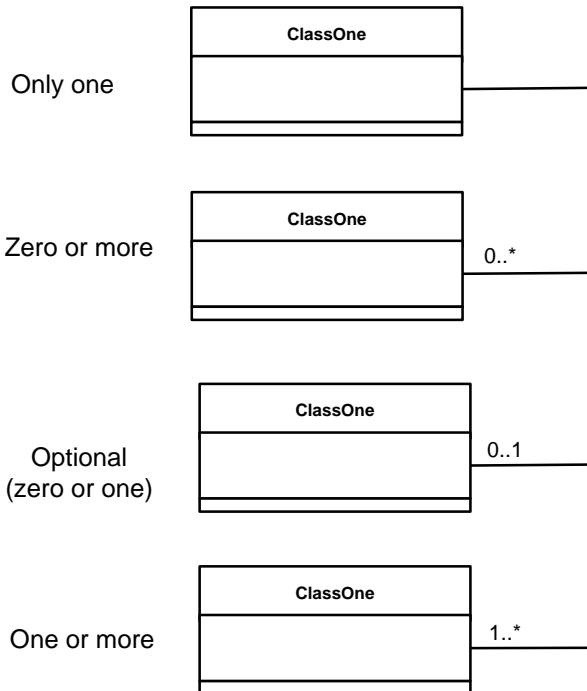 ClassOne
Only one
ClassOne
Zero or more
0..*
ClassOne
Optional
(zero or one)
0..1
ClassOne
One or more
1..*